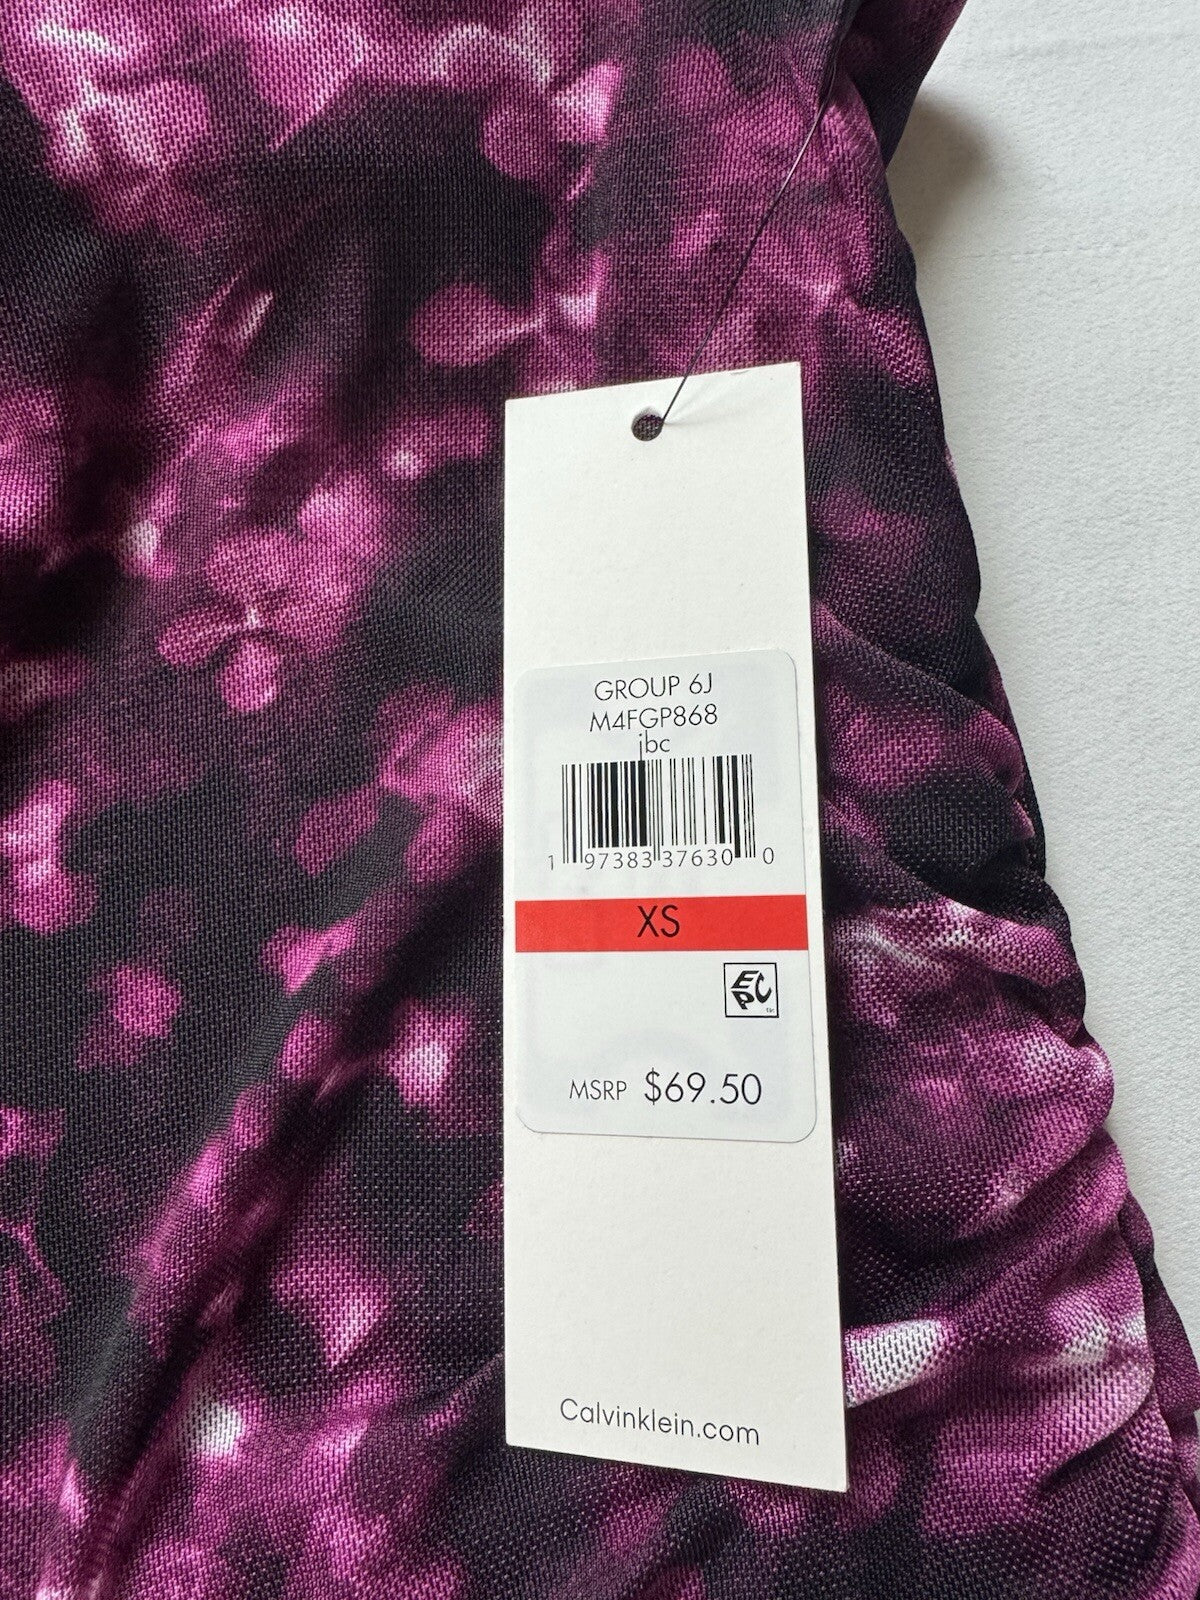 GROUP 6J
M4FGP868
jbc
1 97383 37630 0
XS
EPC
MSRP $69.50
Calvinklein.com